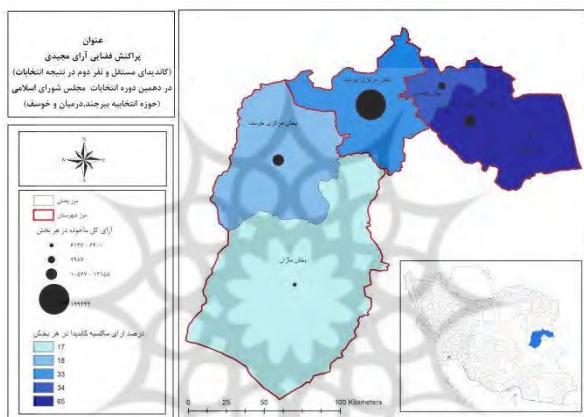 عنوان
پراکنش فضایی آرای مجیدی
(کاندیدای مستقل و نفر دوم در نتیجه انتخابات)
در دهمین دوره انتخابات مجلس شورای اسلامی
(حوزه انتخابیه بیرجند,درمیان و خوسف)
N
W E
S
مرز بخش
مرز شهرستان
آرای کل ماخوذه در هر بخش
۷۹۸۷
درصد آرای مکتسبه کاندیدا در هر بخش
17
18
33
34
65
بخش مرکزی بیرجند
بخش مرکزی خوسف
بخش ماژان
0 25 50 100 Kilometers